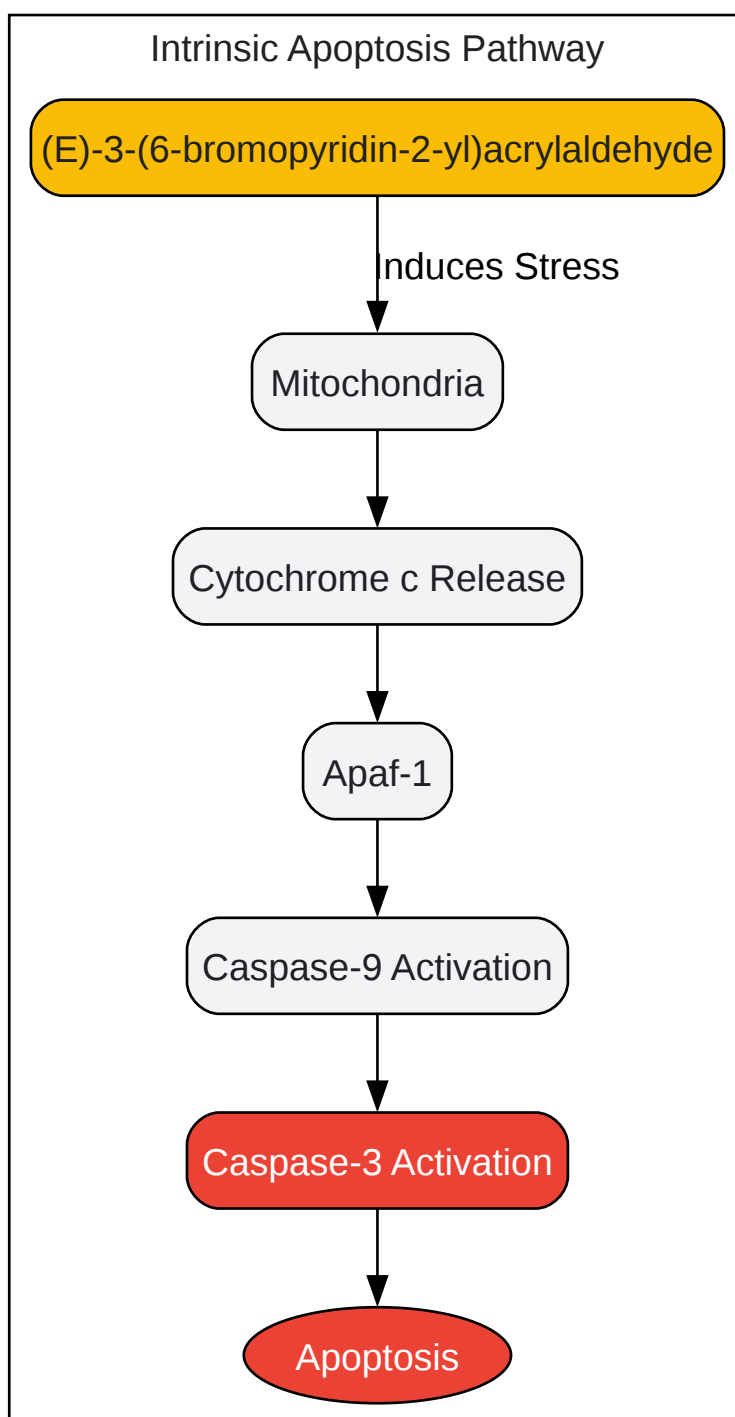 Intrinsic Apoptosis Pathway
(E)-3-(6-bromopyridin-2-yl)acrylaldehyde
Induces Stress
Mitochondria
Cytochrome c Release
Apaf-1
Caspase-9 Activation
Caspase-3 Activation
Apoptosis